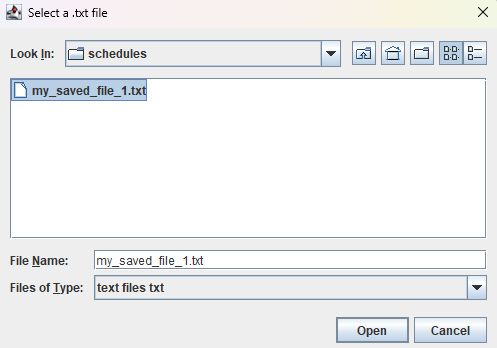 Select a .txt file
Look In: schedules
my_saved_file_1.txt
File Name: my_saved_file_1.txt
Files of Type: text files txt
Open Cancel